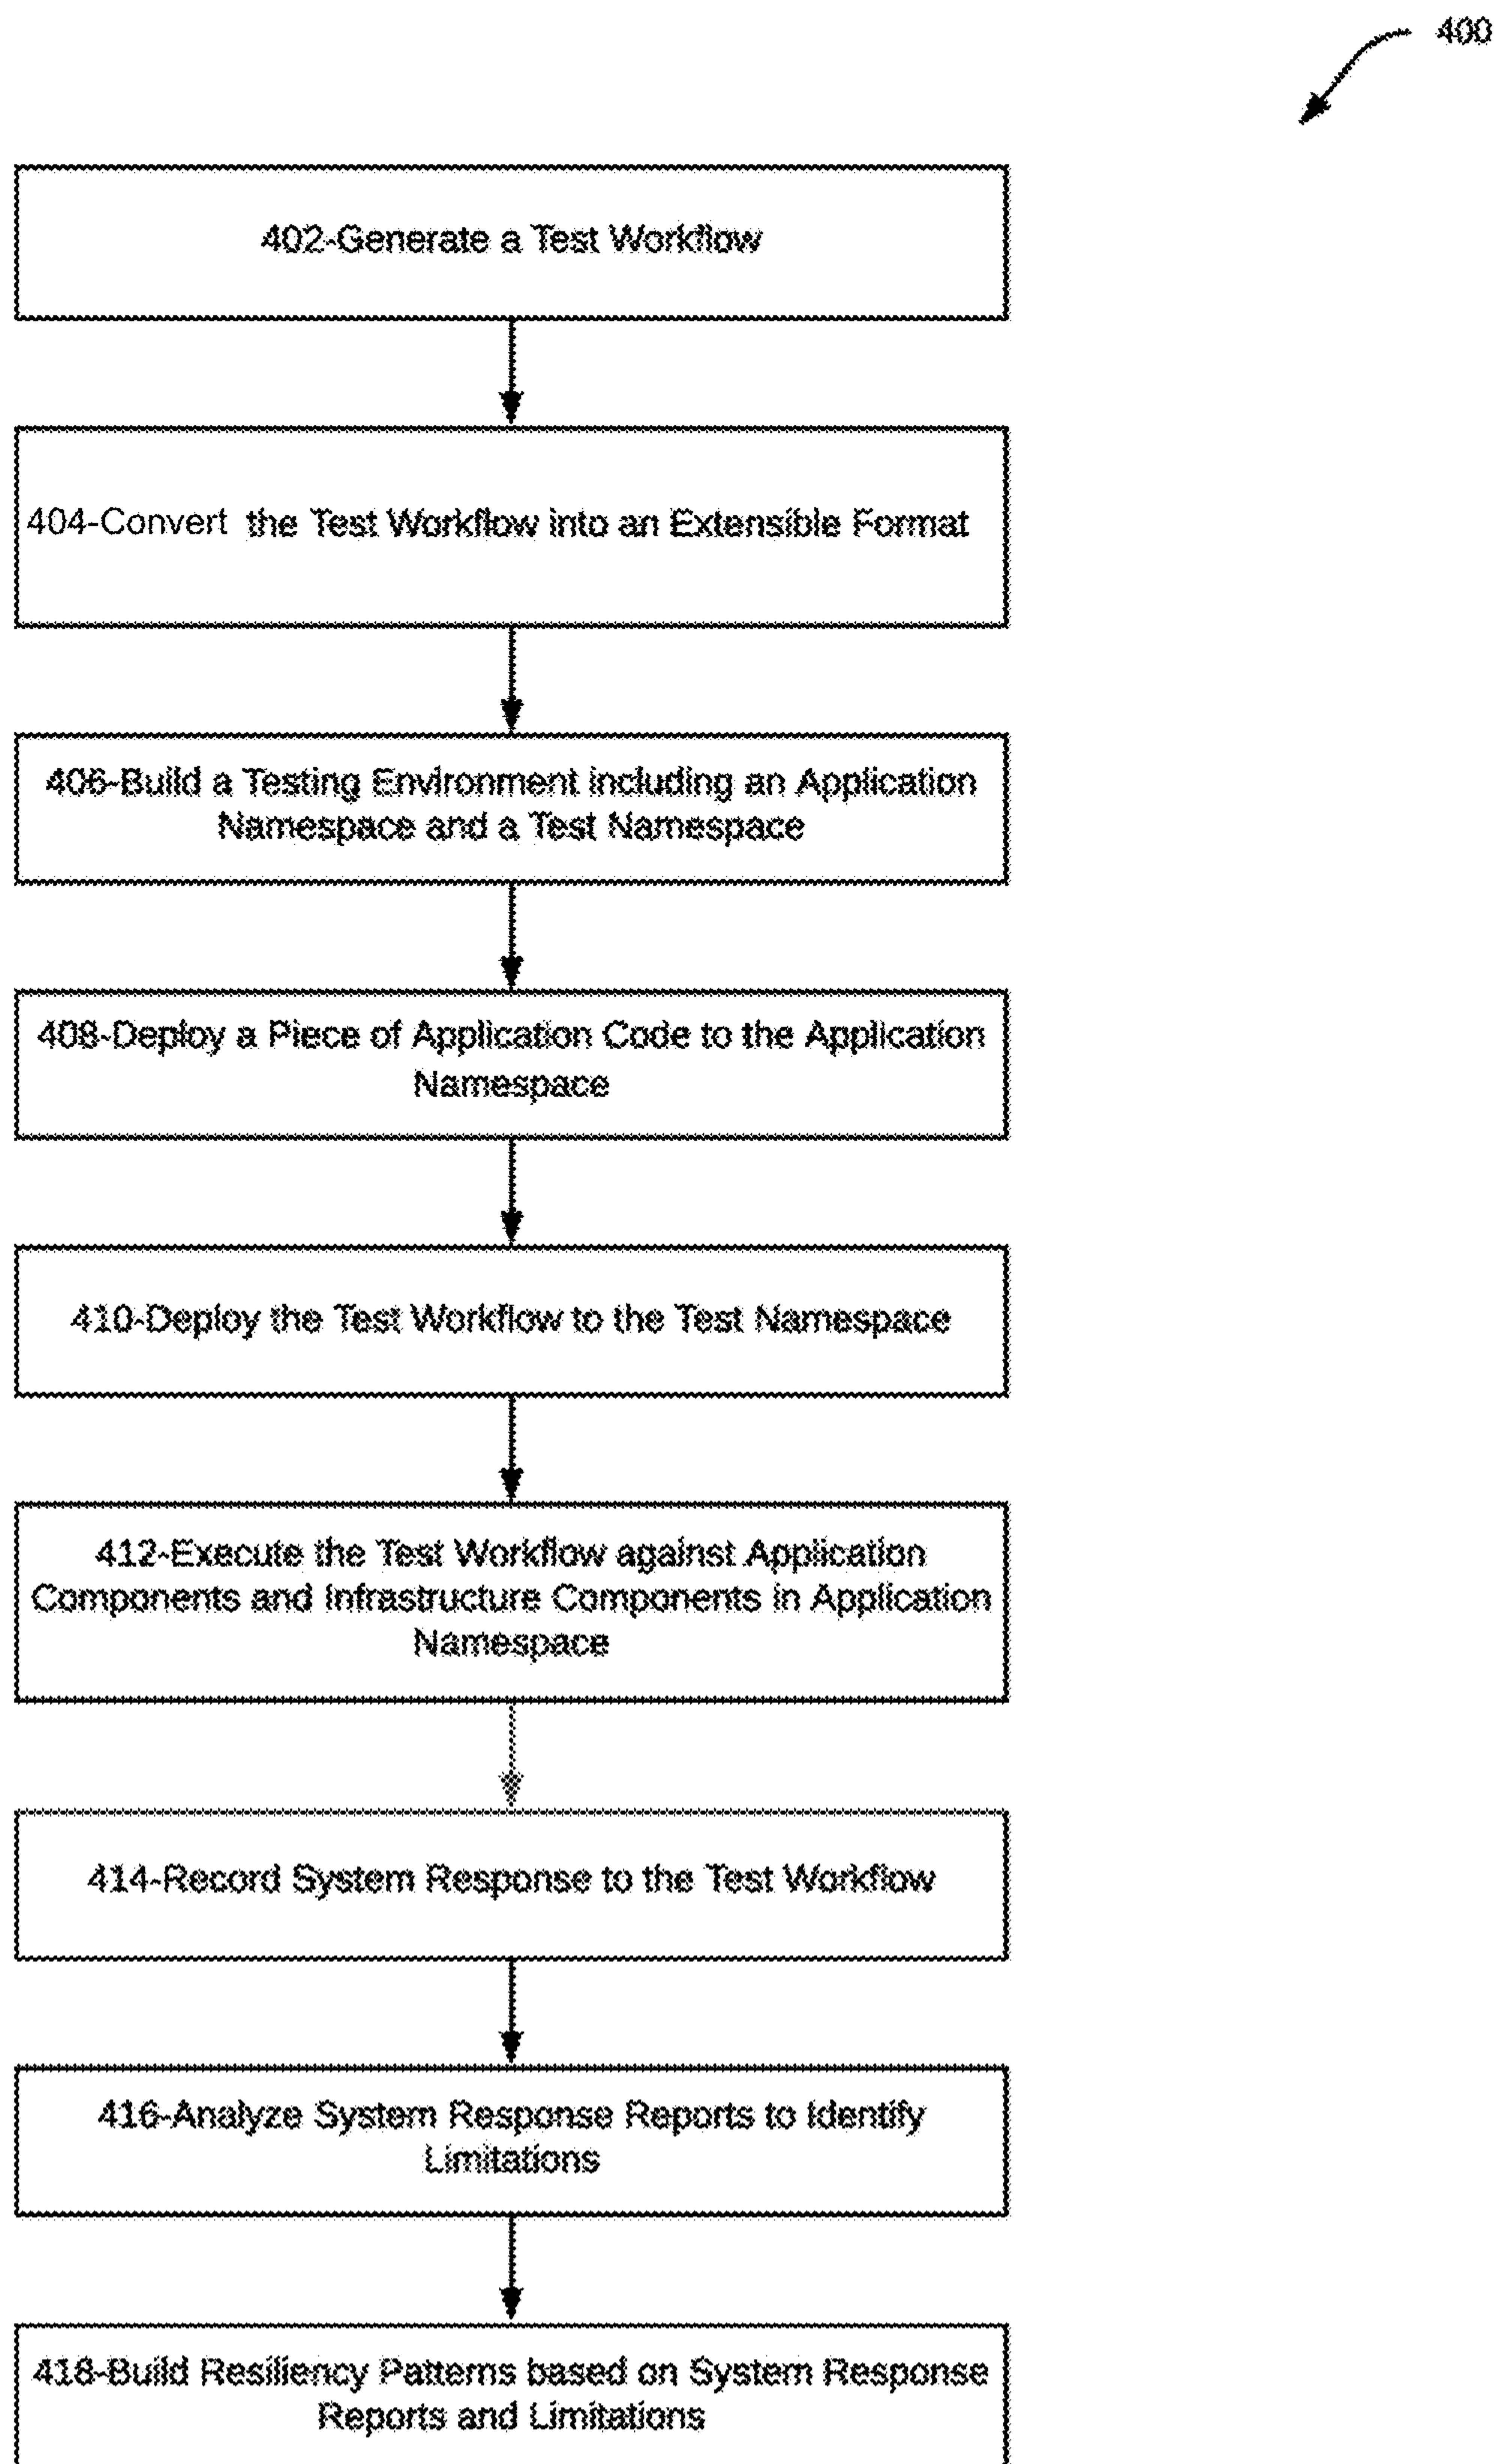 400
402-Generate a Test Workflow
404-Convert the Test Workflow into an Extensible Format
406-Build a Testing Environment including an Application
Namespace and a Test Namespace
408-Deploy a Piece of Application Code to the Application
Namespace
410-Deploy the Test Workflow to the Test Namespace
412-Execute the Test Workflow against Application
Components and Infrastructure Components in Application
Namespace
414-Record System Response to the Test Workflow
416-Analyze System Response Reports to Identify
Limitations
418-Build Resiliency Patterns based on System Response
Reports and Limitations